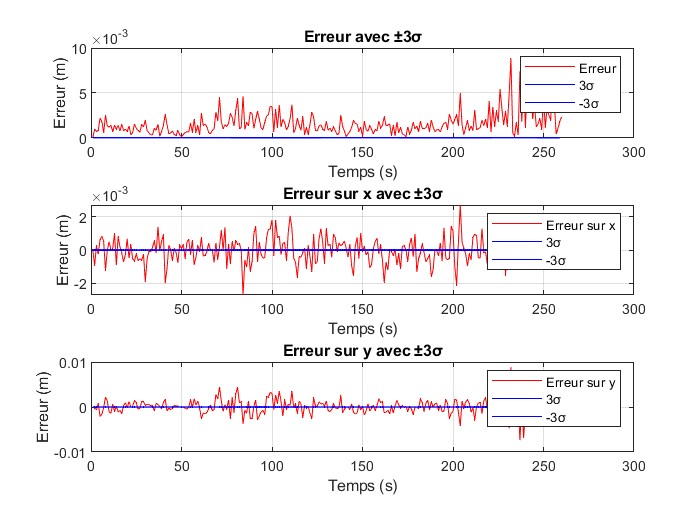 Erreur avec ±3σ
×10⁻³
Erreur (m)
10
5
0
Erreur
3σ
-3σ
0 50 100 150 200 250 300
Temps (s)
Erreur sur x avec ±3σ
×10⁻³
Erreur (m)
2
0
-2
Erreur sur x
3σ
-3σ
0 50 100 150 200 250 300
Temps (s)
Erreur sur y avec ±3σ
Erreur (m)
0.01
0
-0.01
Erreur sur y
3σ
-3σ
0 50 100 150 200 250 300
Temps (s)